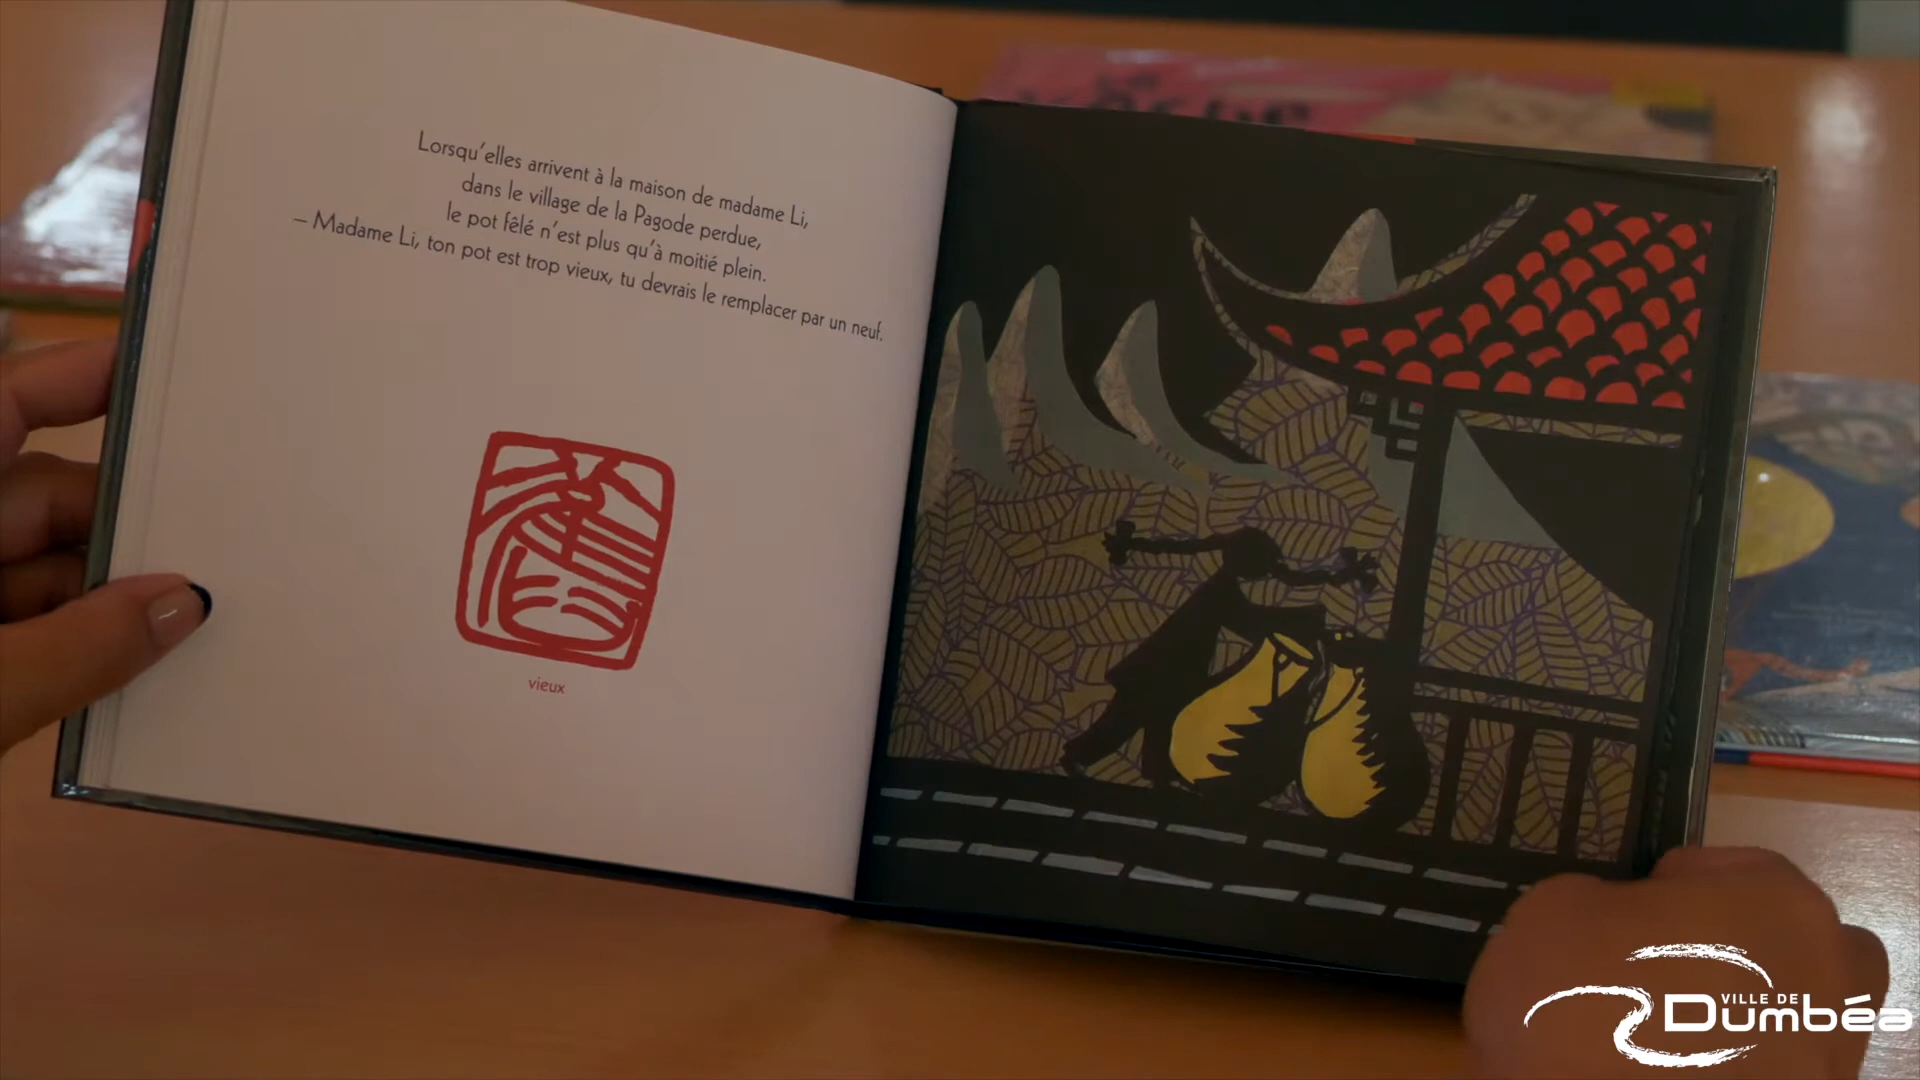 Lorsqu'elles arrivent à la maison de madame Li,
dans le village de la Pagode perdue,
le pot fêlé n'est plus qu'à moitié plein.
– Madame Li, ton pot est trop vieux, tu devrais le remplacer par un neuf.
vieux
VILLE DE
Dumbéa